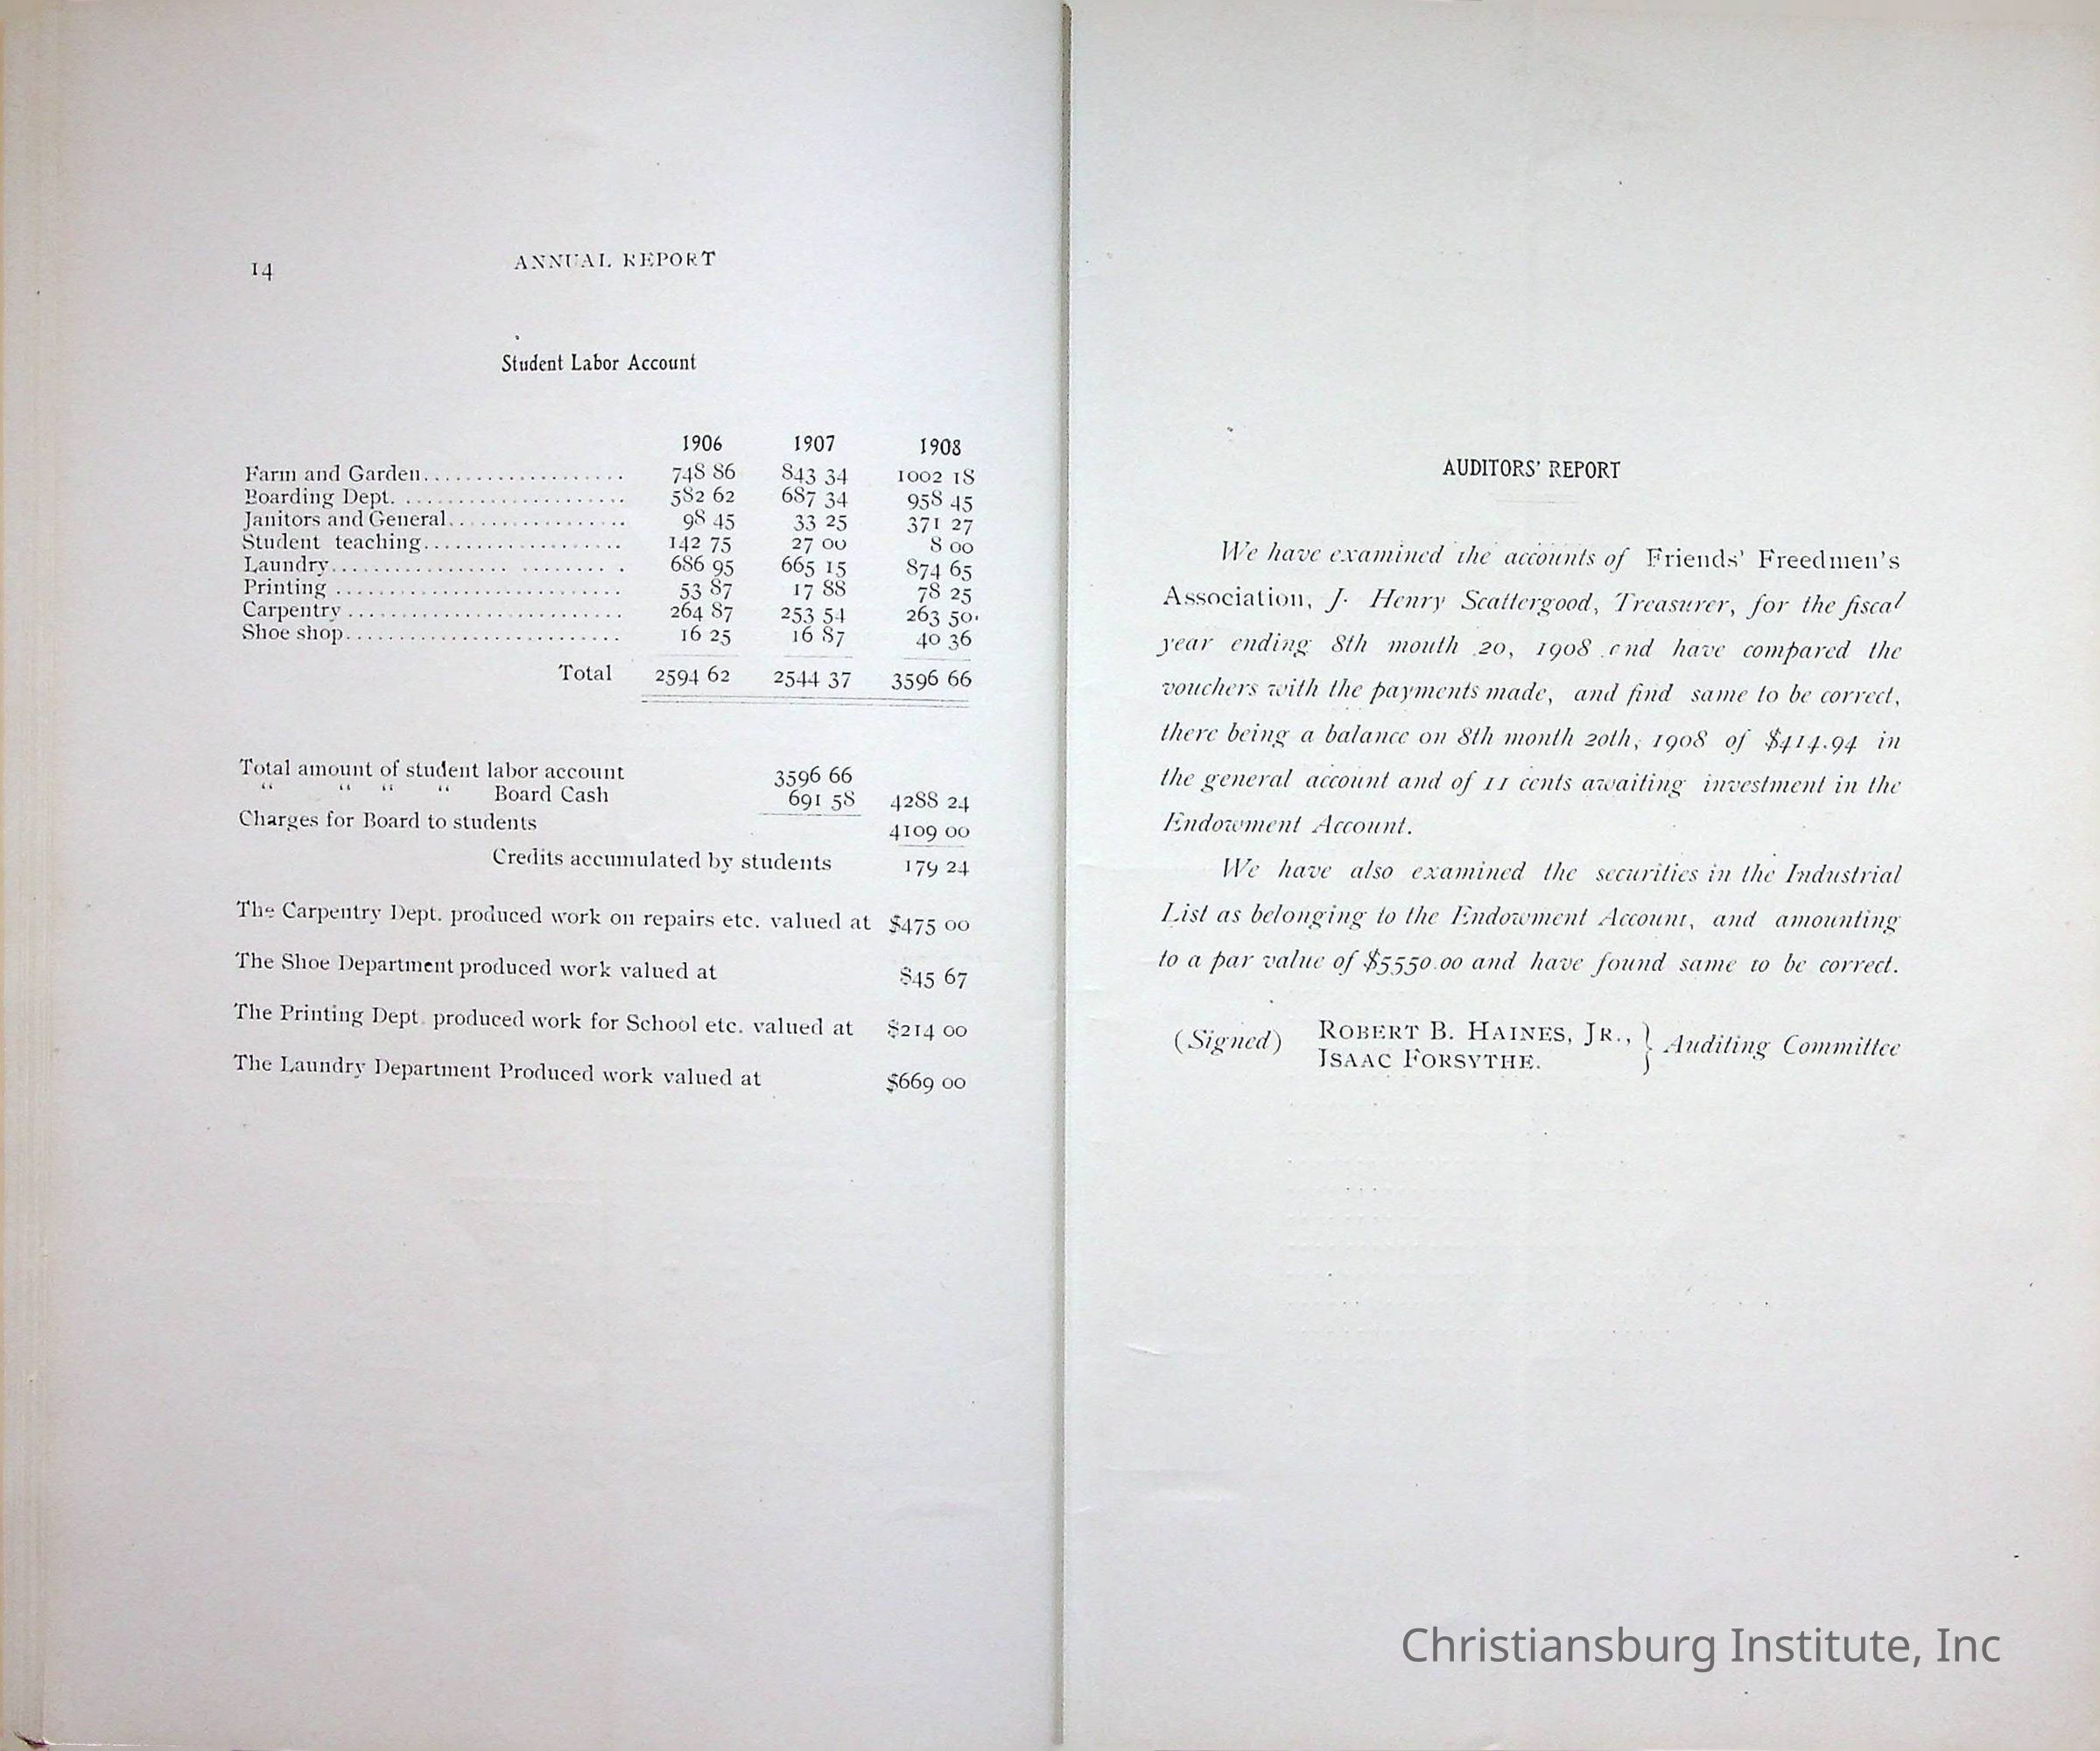 14 ANNUAL REPORT
Student Labor Account
1906 1907 1908
Farm and Garden.................... 748 86 843 34 1002 18
Boarding Dept. ...................... 582 62 687 34 958 45
Janitors and General................. 98 45 33 25 371 27
Student teaching................... 142 75 27 00 8 00
Laundry................. ......... . 686 95 665 15 874 65
Printing ........................... 53 87 17 88 78 25
Carpentry .......................... 264 87 253 54 263 50
Shoe shop.......................... 16 25 16 87 40 36
Total 2594 62 2544 37 3596 66
Total amount of student labor account 3596 66
“ “ “ “ Board Cash 691 58 4288 24
Charges for Board to students 4109 00
Credits accumulated by students 179 24
The Carpentry Dept. produced work on repairs etc. valued at $475 00
The Shoe Department produced work valued at $45 67
The Printing Dept. produced work for School etc. valued at $214 00
The Laundry Department Produced work valued at $669 00
AUDITORS' REPORT
We have examined the accounts of Friends' Freedmen's
Association, J. Henry Scattergood, Treasurer, for the fiscal
year ending 8th mouth 20, 1908 and have compared the
vouchers with the payments made, and find same to be correct,
there being a balance on 8th month 20th, 1908 of $414.94 in
the general account and of 11 cents awaiting investment in the
Endowment Account.
We have also examined the securities in the Industrial
List as belonging to the Endowment Account, and amounting
to a par value of $5550.00 and have found same to be correct.
(Signed) ROBERT B. HAINES, JR., } Auditing Committee
ISAAC FORSYTHE.
Christiansburg Institute, Inc